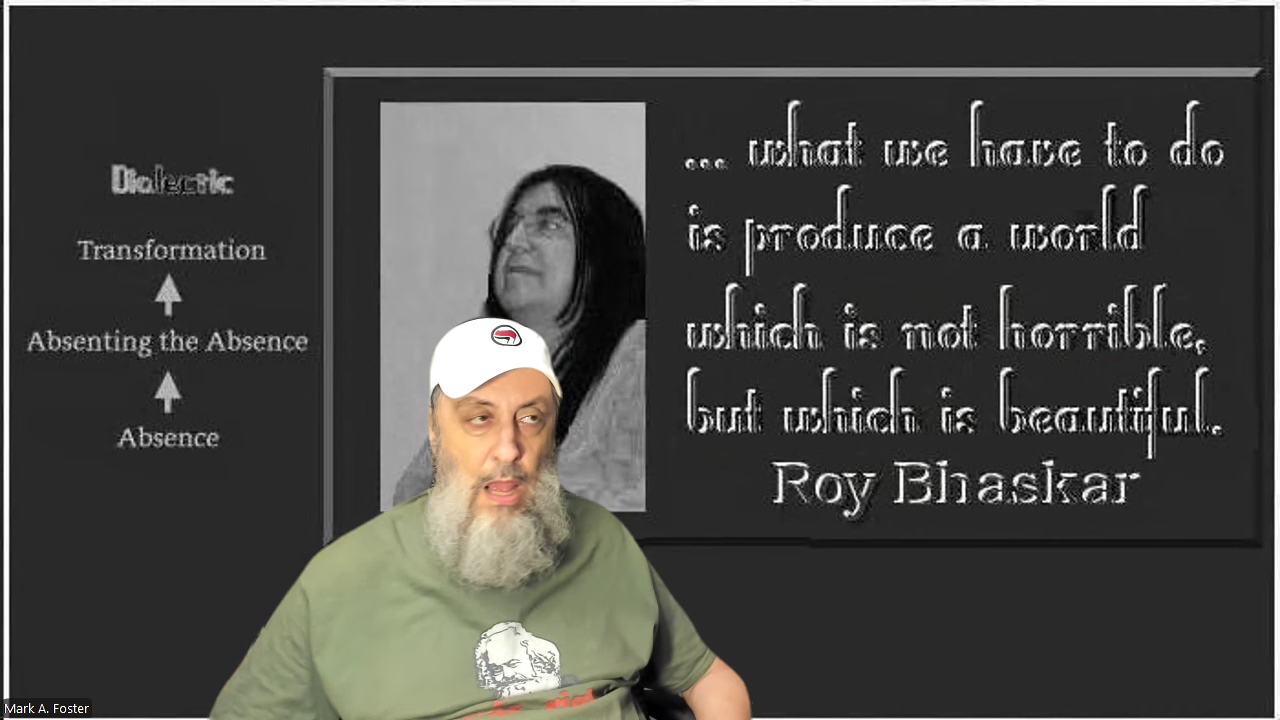 Dialectic
Transformation
Absenting the Absence
Absence
... what we have to do
is produce a world
which is not horrible,
but which is beautiful.
Roy Bhaskar
Mark A. Foster